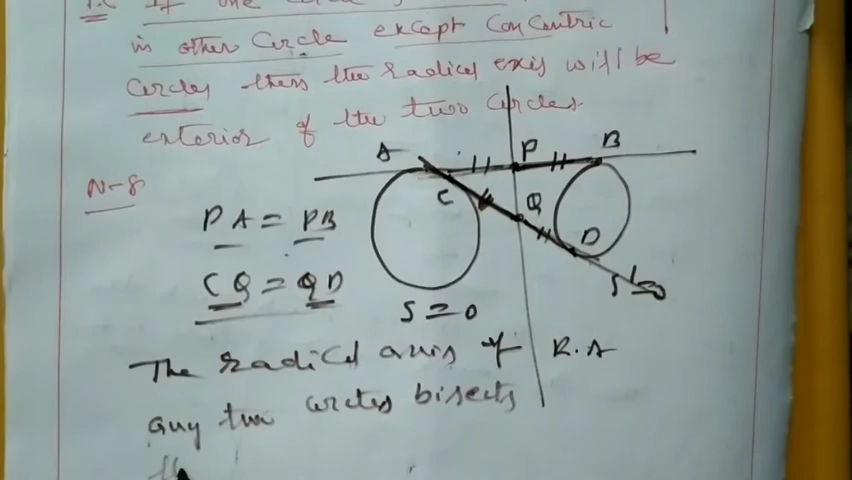 in other Circle except Concentric
Circles then the radical exis will be
exterior of the two Circles
N-8
A P B
PA = PB
C Q D
CQ = QD
S = 0
S' = 0
The radical axis of R.A
any two circles bisects